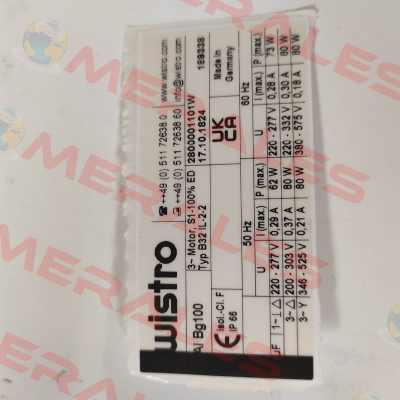 wistro
☎ ++49 (0) 511 72638 0
++49 (0) 511 72638 60
www.wistro.com
info@wistro.com
3~ Motor, S1-100% ED 2800001101W 189338
AI Bg100 Typ B32 IL-2-2 17.10.1824
CE Isol.-Cl. F IP 66 UKCA Made in Germany
50 Hz 60 Hz
µF U I (max.) P (max.) U I (max.) P (max.)
1~⊥△ 220 - 277 V 0,29 A 62 W 220 - 277 V 0,28 A 73 W
3~△ 200 - 303 V 0,37 A 80 W 220 - 332 V 0,30 A 80 W
3~Y 346 - 525 V 0,21 A 80 W 380 - 575 V 0,18 A 80 W
MERALES